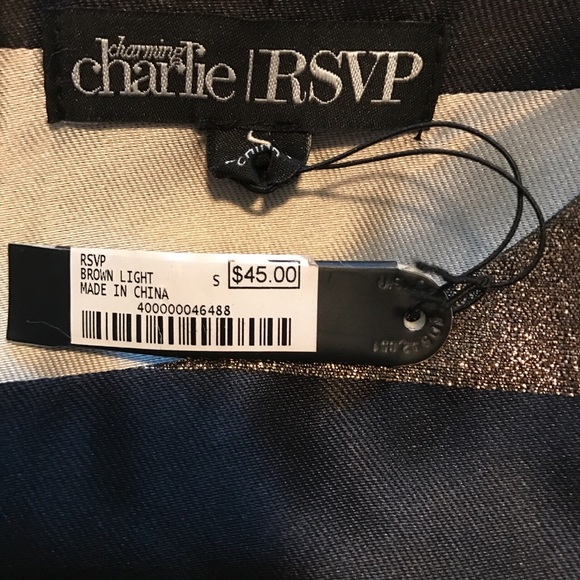 charming
charlie | RSVP
S
RSVP
BROWN LIGHT
MADE IN CHINA
S $45.00
400000046488